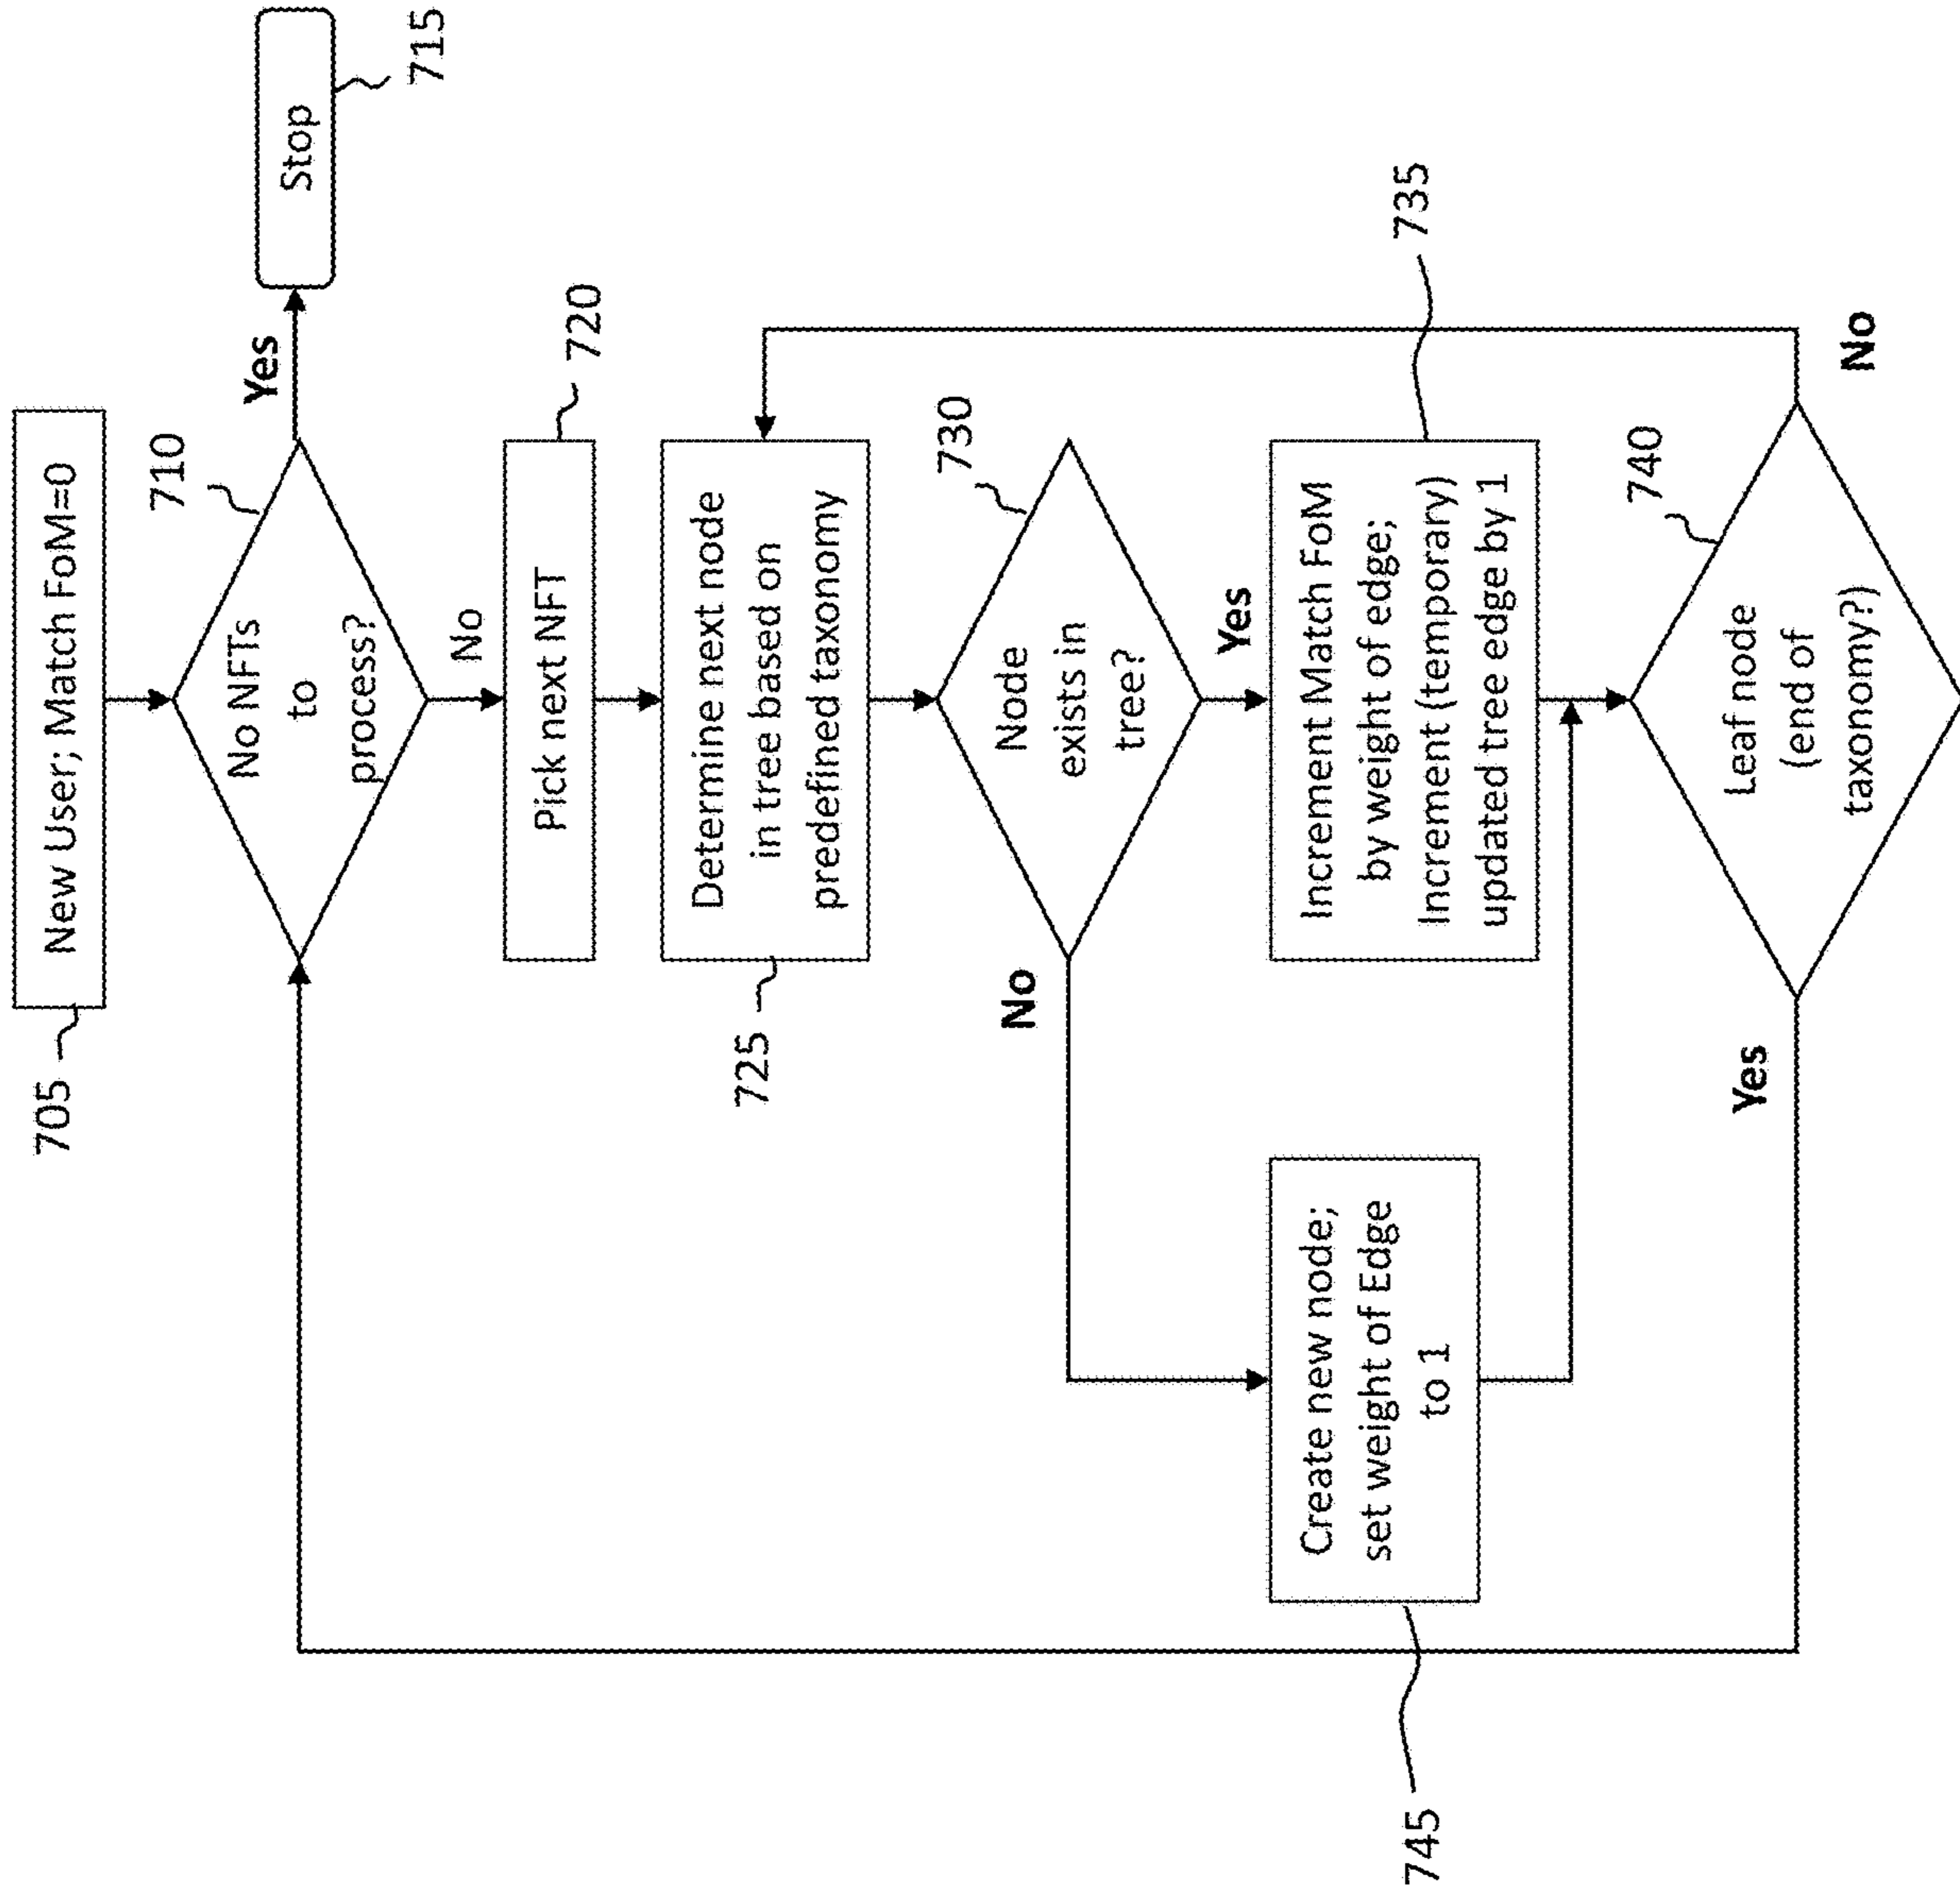 705
New User; Match FoM=0
710
No NFTs
to
process?
Yes
Stop
715
No
Pick next NFT
720
725
Determine next node
in tree based on
predefined taxonomy
730
Node
exists in
tree?
No
Yes
735
Increment Match FoM
by weight of edge;
Increment (temporary)
updated tree edge by 1
745
Create new node;
set weight of Edge
to 1
740
Leaf node
(end of
taxonomy?)
Yes
No